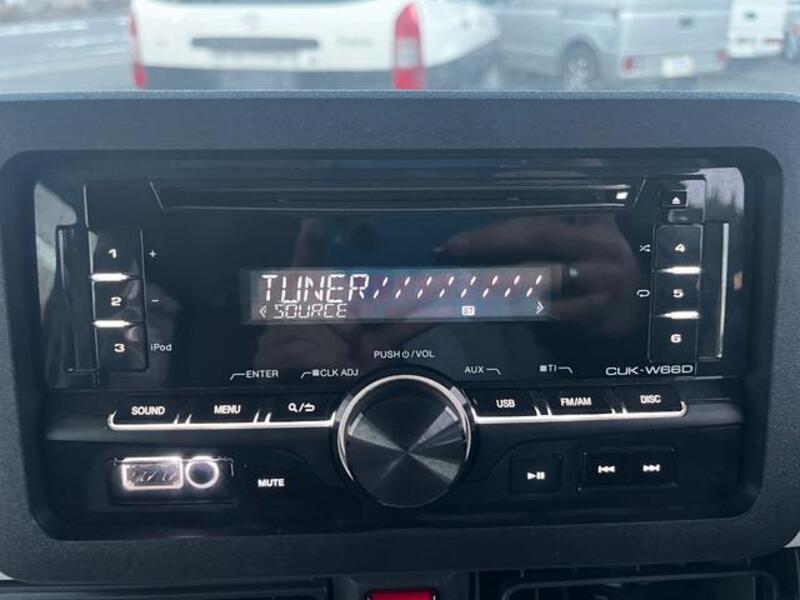 1 +
2 -
3 iPod
4
5
6
TUNER/////////
< SOURCE ST >
PUSH /VOL
ENTER ■CLK ADJ AUX ■TI CUK-W66D
SOUND MENU USB FM/AM DISC
MUTE